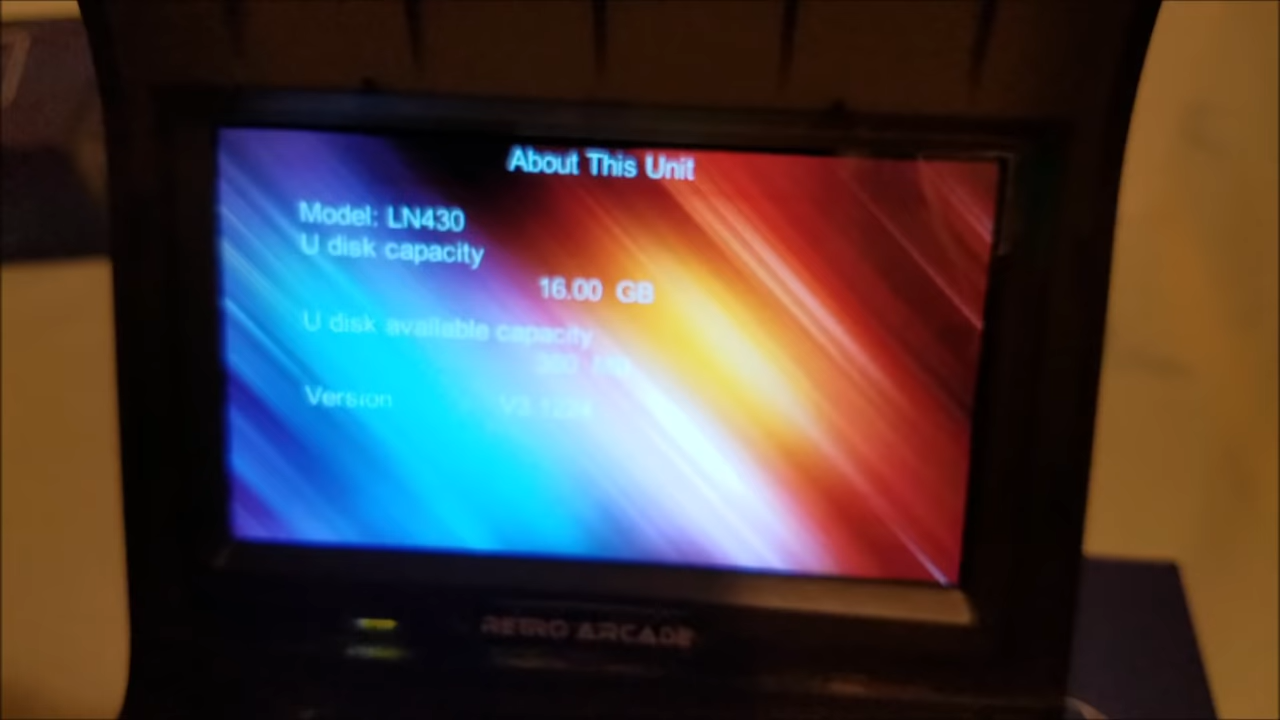 About This Unit
Model: LN430
U disk capacity
16.00 GB
U disk available capacity
Version
RETRO ARCADE